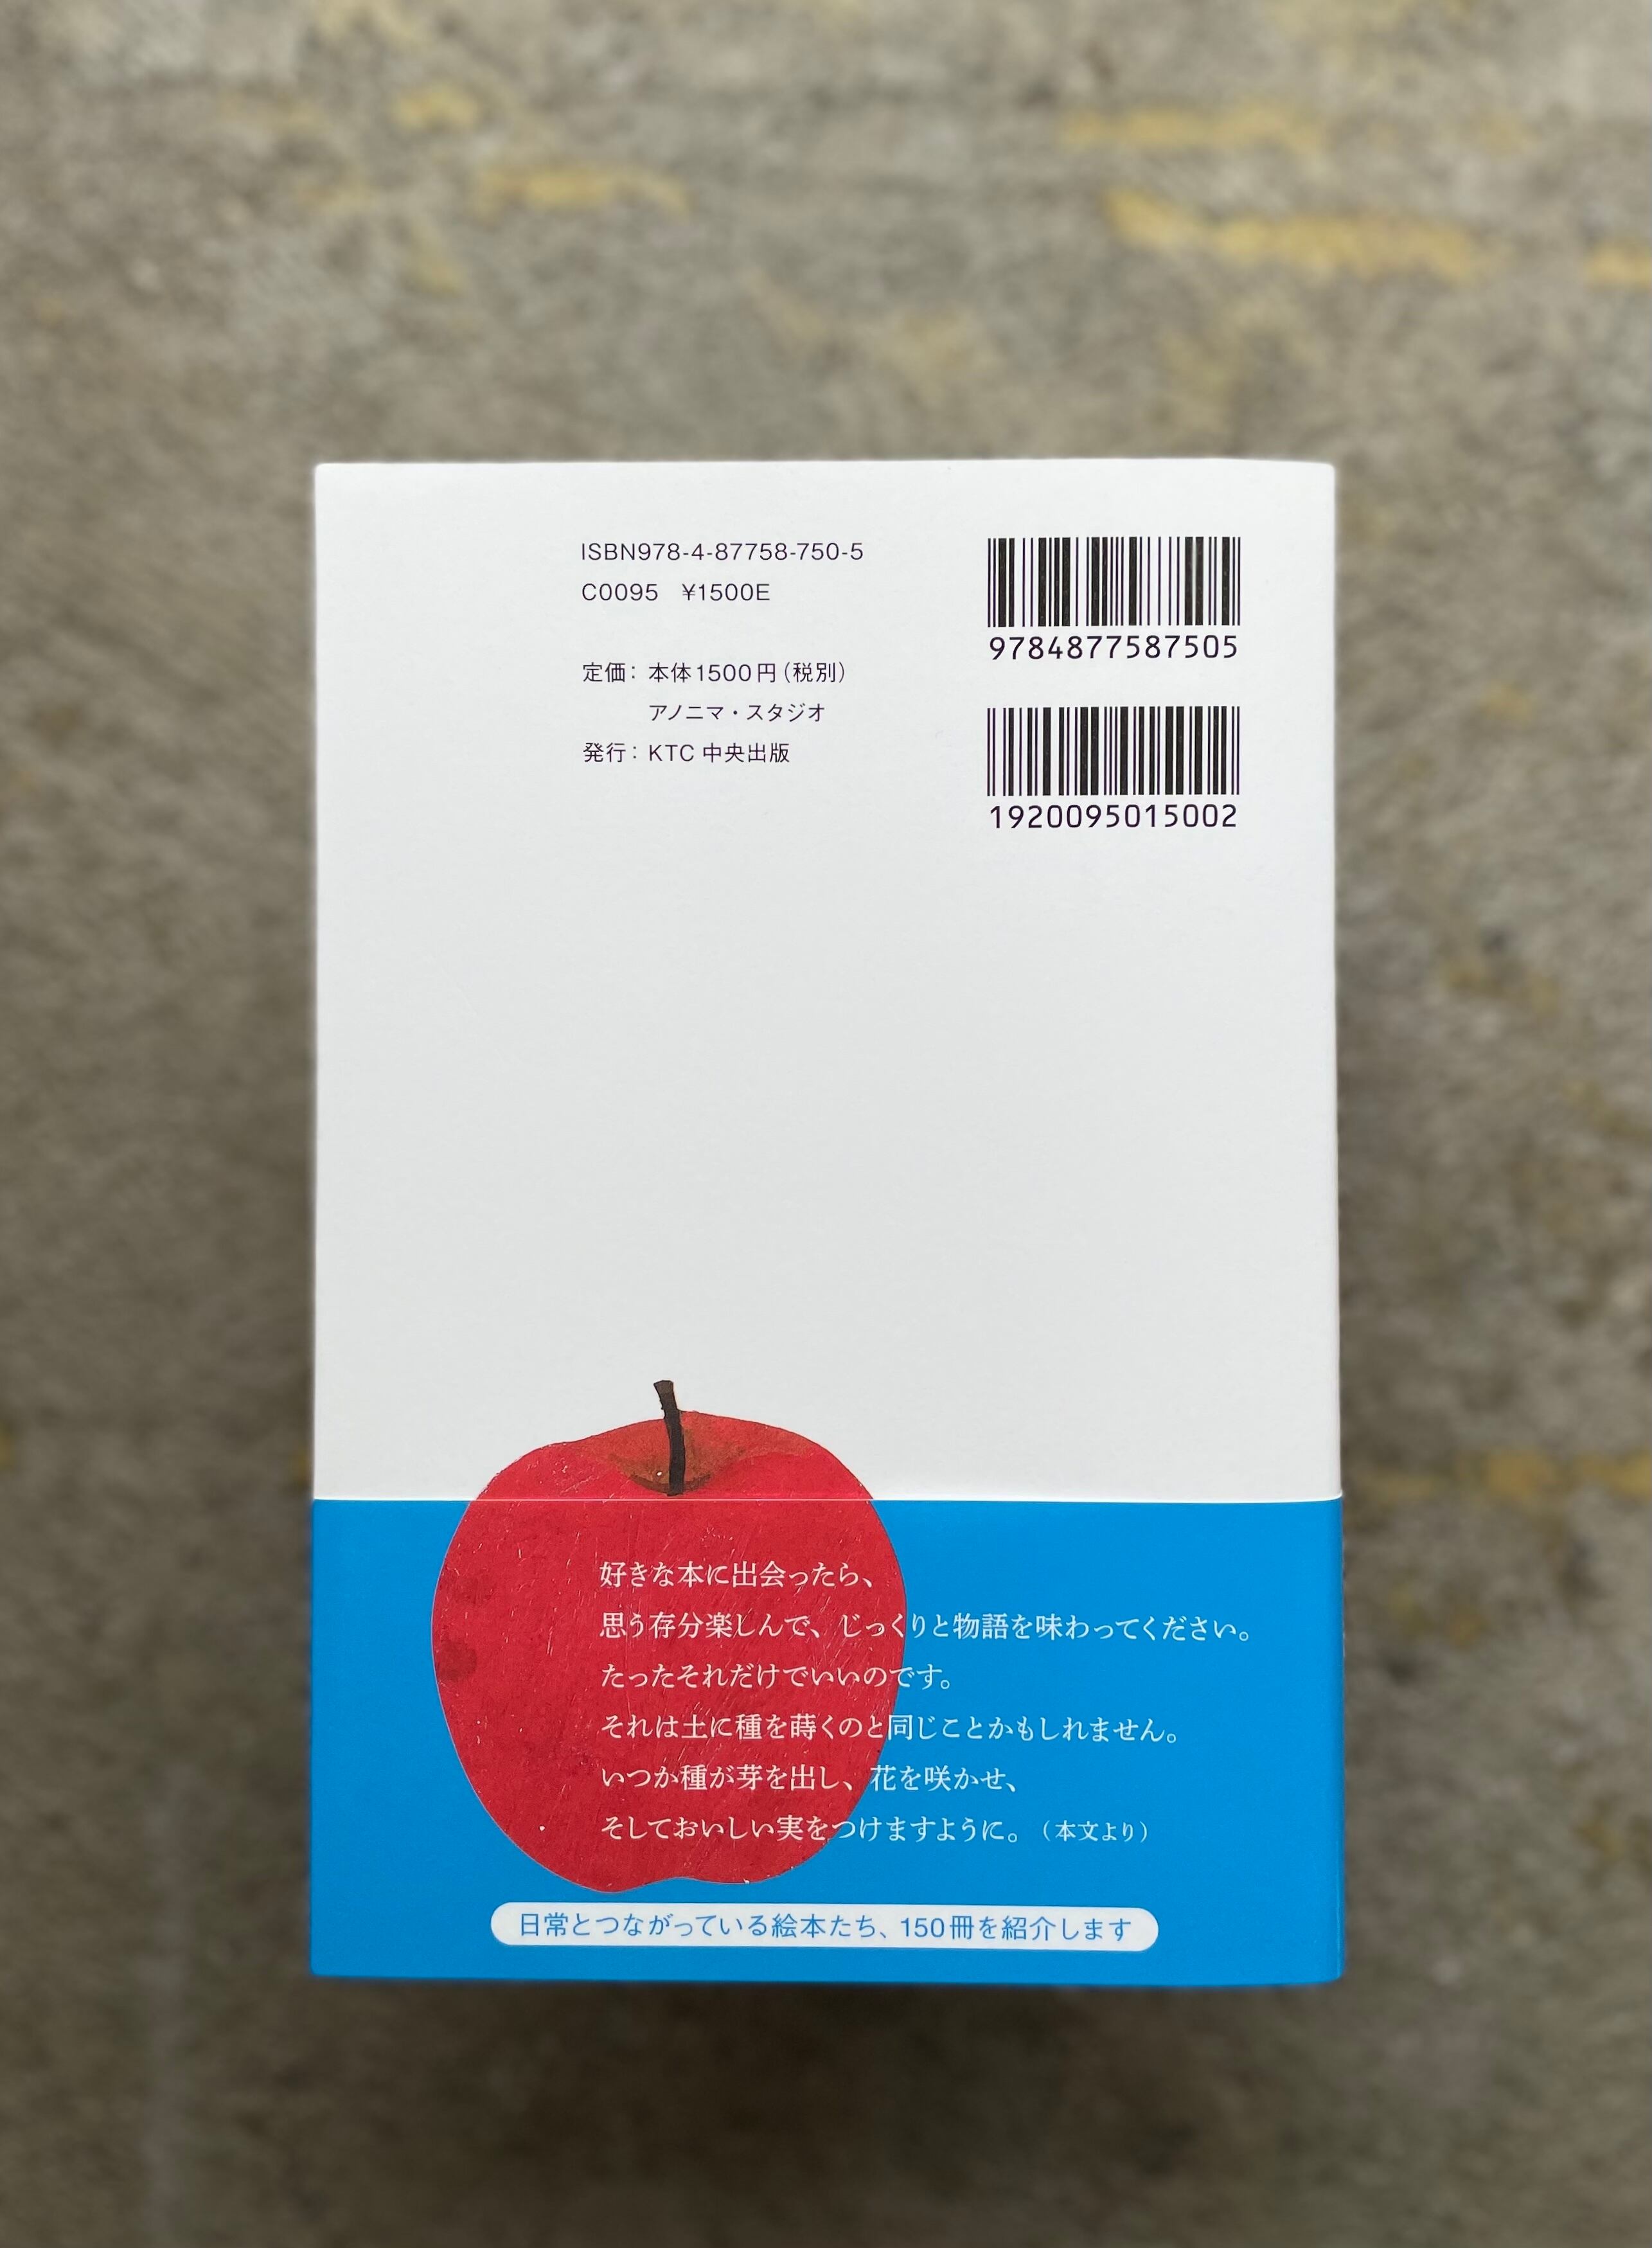 ISBN978-4-87758-750-5
C0095 ¥1500E
定価：本体1500円（税別）
アノニマ・スタジオ
発行：KTC 中央出版
9784877587505
1920095015002
好きな本に出会ったら、
思う存分楽しんで、じっくりと物語を味わってください。
たったそれだけでいいのです。
それは土に種を蒔くのと同じことかもしれません。
いつか種が芽を出し、花を咲かせ、
そしておいしい実をつけますように。（本文より）
日常とつながっている絵本たち、150冊を紹介します